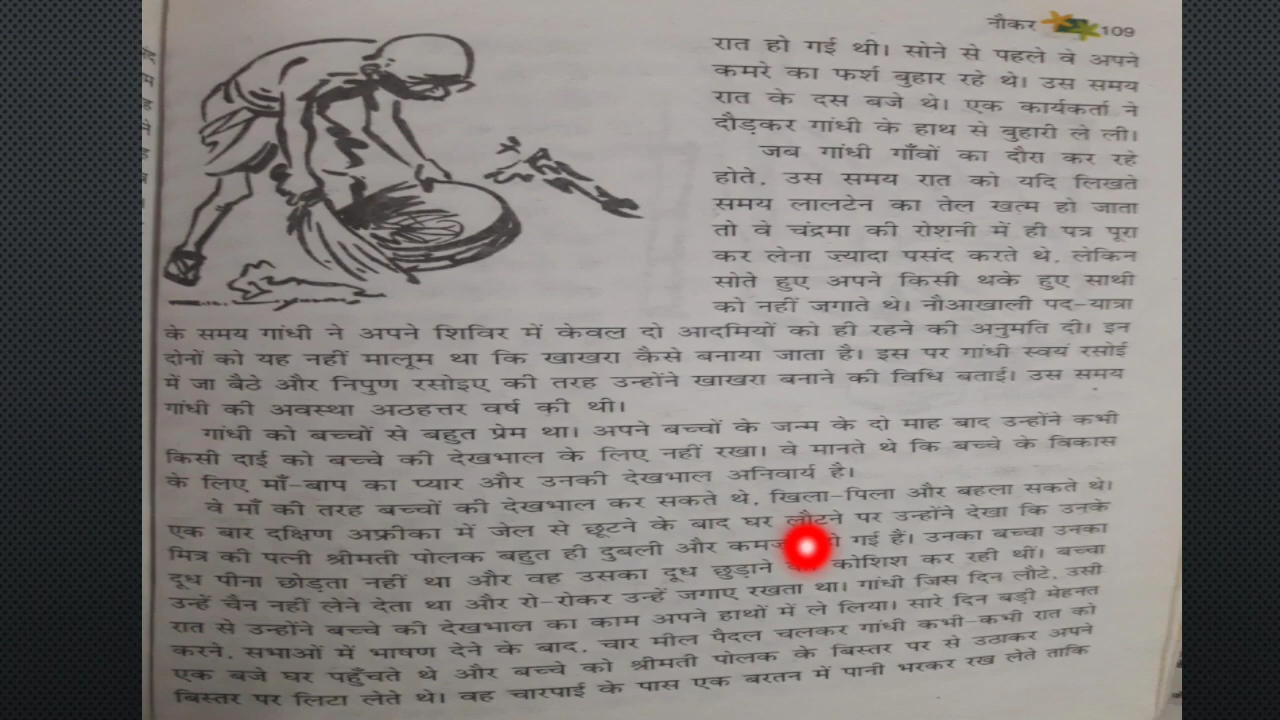 नौकर 109
रात हो गई थी। सोने से पहले वे अपने
कमरे का फर्श बुहार रहे थे। उस समय
रात के दस बजे थे। एक कार्यकर्ता ने
दौड़कर गांधी के हाथ से बुहारी ले ली।
जब गांधी गाँवों का दौरा कर रहे
होते, उस समय रात को यदि लिखते
समय लालटेन का तेल खत्म हो जाता
तो वे चंद्रमा की रोशनी में ही पत्र पूरा
कर लेना ज्यादा पसंद करते थे, लेकिन
सोते हुए अपने किसी थके हुए साथी
को नहीं जगाते थे। नौआखाली पद-यात्रा
के समय गांधी ने अपने शिविर में केवल दो आदमियों को ही रहने की अनुमति दी। इन
दोनों को यह नहीं मालूम था कि खाखरा कैसे बनाया जाता है। इस पर गांधी स्वयं रसोई
में जा बैठे और निपुण रसोइए की तरह उन्होंने खाखरा बनाने की विधि बताई। उस समय
गांधी की अवस्था अठहत्तर वर्ष की थी।
गांधी को बच्चों से बहुत प्रेम था। अपने बच्चों के जन्म के दो माह बाद उन्होंने कभी
किसी दाई को बच्चे की देखभाल के लिए नहीं रखा। वे मानते थे कि बच्चे के विकास
के लिए माँ-बाप का प्यार और उनकी देखभाल अनिवार्य है।
वे माँ की तरह बच्चों की देखभाल कर सकते थे, खिला-पिला और बहला सकते थे।
एक बार दक्षिण अफ्रीका में जेल से छूटने के बाद घर लौटने पर उन्होंने देखा कि उनके
मित्र की पत्नी श्रीमती पोलक बहुत ही दुबली और गई हैं। उनका बच्चा उनका
दूध पीना छोड़ता नहीं था और वह उसका दूध छुड़ाने कोशिश कर रही थीं। बच्चा
उन्हें चैन नहीं लेने देता था और रो-रोकर उन्हें जगाए रखता था। गांधी जिस दिन लौटे, उसी
रात से उन्होंने बच्चे की देखभाल का काम अपने हाथों में ले लिया। सारे दिन बड़ी मेहनत
करने, सभाओं में भाषण देने के बाद, चार मील पैदल चलकर गांधी कभी-कभी रात को
एक बजे घर पहुँचते थे और बच्चे को श्रीमती पोलक के बिस्तर पर से उठाकर अपने
बिस्तर पर लिटा लेते थे। वह चारपाई के पास एक बरतन में पानी भरकर रख लेते ताकि